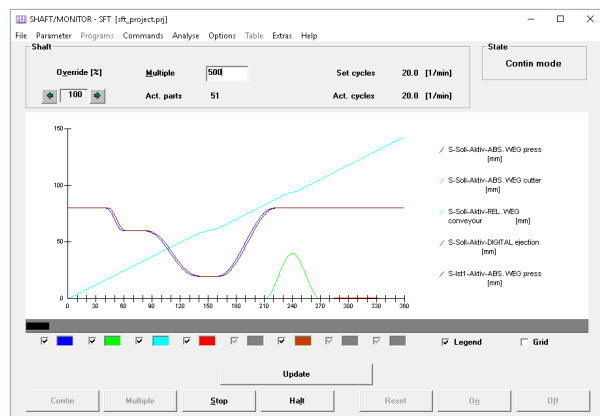 SHAFT/MONITOR - SFT [sft_project.prj]
File Parameter Programs Commands Analyse Options Table Extras Help
Shaft
State
Override [%]
Multiple
500
Set cycles 20.0 [1/min]
Contin mode
100
Act. parts 51
Act. cycles 20.0 [1/min]
150
100
50
0
0 30 60 90 120 150 180 210 240 270 300 330 360
S-Soll-Aktiv-ABS. WEG press
[mm]
S-Soll-Aktiv-ABS. WEG cutter
[mm]
S-Soll-Aktiv-REL. WEG
conveyour [mm]
S-Soll-Aktiv-DIGITAL ejection
[mm]
S-Ist1-Aktiv-ABS. WEG press
[mm]
Legend Grid
Update
Contin Multiple Stop Halt Reset On Off